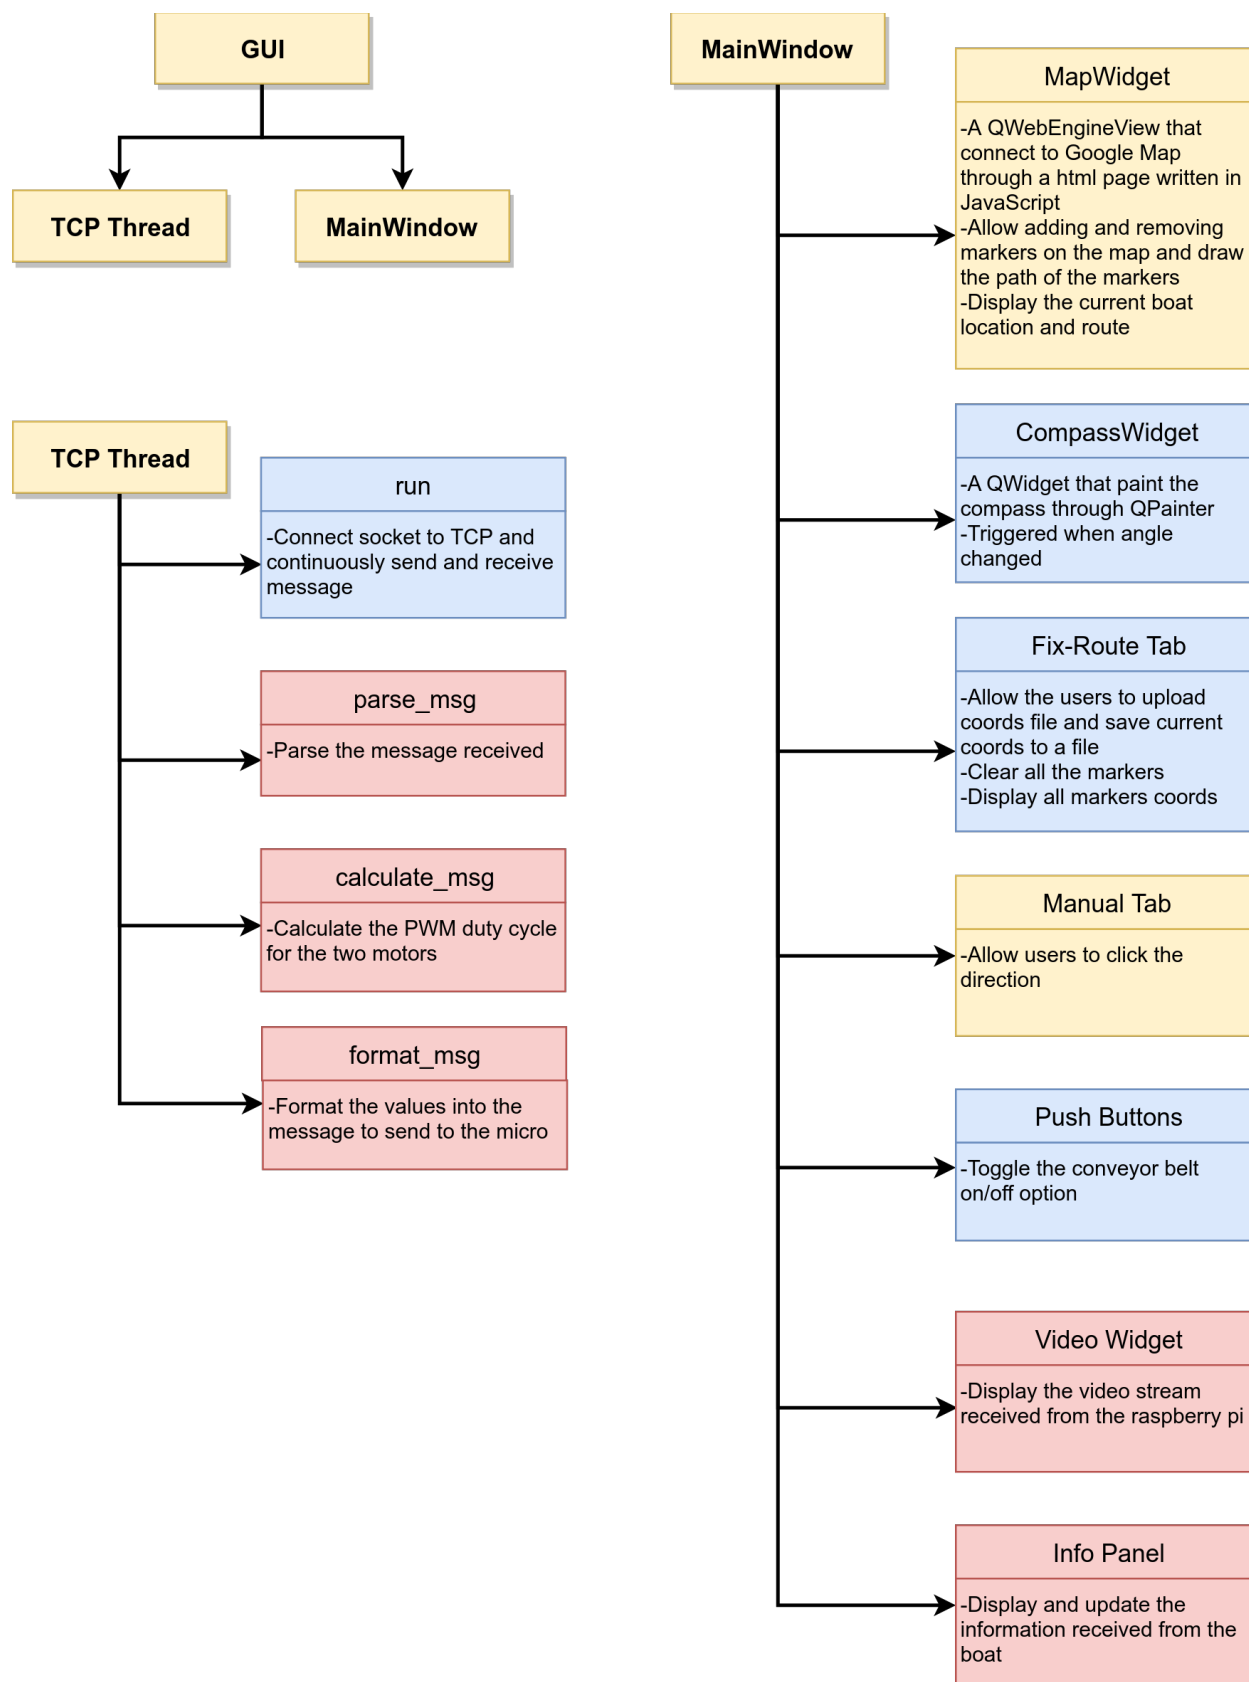 GUI
TCP Thread
MainWindow
TCP Thread
run
-Connect socket to TCP and
continuously send and receive
message
parse_msg
-Parse the message received
calculate_msg
-Calculate the PWM duty cycle
for the two motors
format_msg
-Format the values into the
message to send to the micro
MainWindow
MapWidget
-A QWebEngineView that
connect to Google Map
through a html page written in
JavaScript
-Allow adding and removing
markers on the map and draw
the path of the markers
-Display the current boat
location and route
CompassWidget
-A QWidget that paint the
compass through QPainter
-Triggered when angle
changed
Fix-Route Tab
-Allow the users to upload
coords file and save current
coords to a file
-Clear all the markers
-Display all markers coords
Manual Tab
-Allow users to click the
direction
Push Buttons
-Toggle the conveyor belt
on/off option
Video Widget
-Display the video stream
received from the raspberry pi
Info Panel
-Display and update the
information received from the
boat